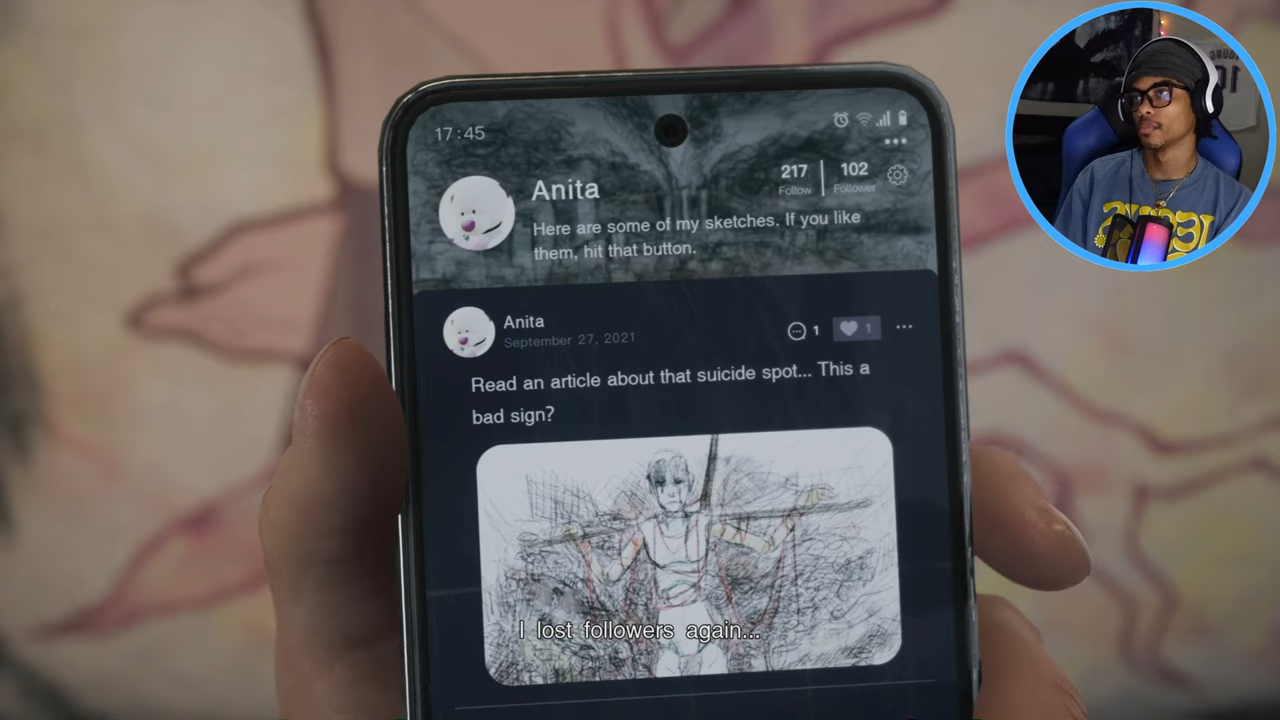 17:45
217
102
Follow
Follower
Anita
Here are some of my sketches. If you like
them, hit that button.
Anita
September 27, 2021
1
1
Read an article about that suicide spot... This a
bad sign?
I lost followers again...
YOUNG